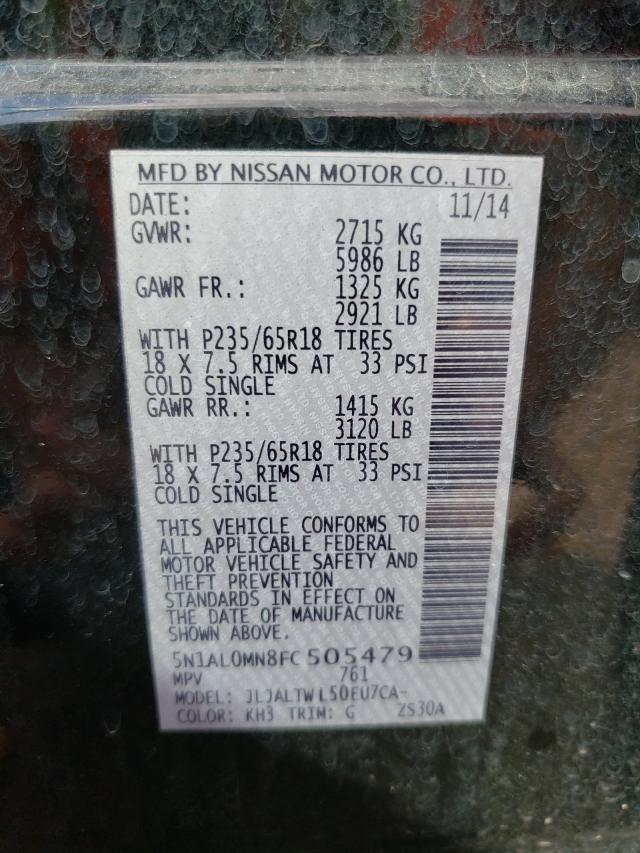 MFD BY NISSAN MOTOR CO., LTD.
DATE: 11/14
GVWR: 2715 KG
5986 LB
GAWR FR.: 1325 KG
2921 LB
WITH P235/65R18 TIRES
18 X 7.5 RIMS AT 33 PSI
COLD SINGLE
GAWR RR.: 1415 KG
3120 LB
WITH P235/65R18 TIRES
18 X 7.5 RIMS AT 33 PSI
COLD SINGLE
THIS VEHICLE CONFORMS TO
ALL APPLICABLE FEDERAL
MOTOR VEHICLE SAFETY AND
THEFT PREVENTION
STANDARDS IN EFFECT ON
THE DATE OF MANUFACTURE
SHOWN ABOVE.
5N1AL0MN8FC505479
MPV 761
MODEL: JLJALTWL50EU7CA-
COLOR: KH3 TRIM: G ZS30A